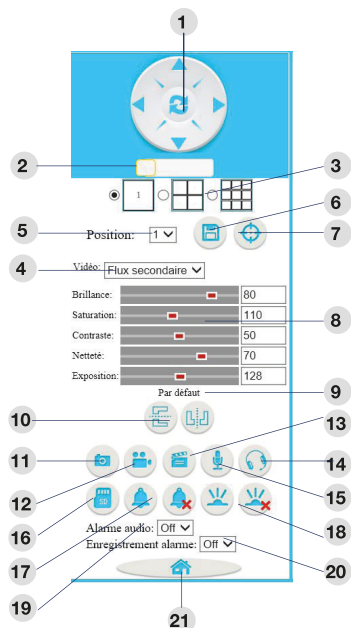 1
2
3
1
6
5
Position: 1
7
4
Vidéo: Flux secondaire
Brillance: 80
Saturation: 110
8
Contraste: 50
Netteté: 70
Exposition: 128
Par défaut
9
10
13
11
14
12
15
SD
16
18
17
Alarme audio: Off
Enregistrement alarme: Off
19
20
21